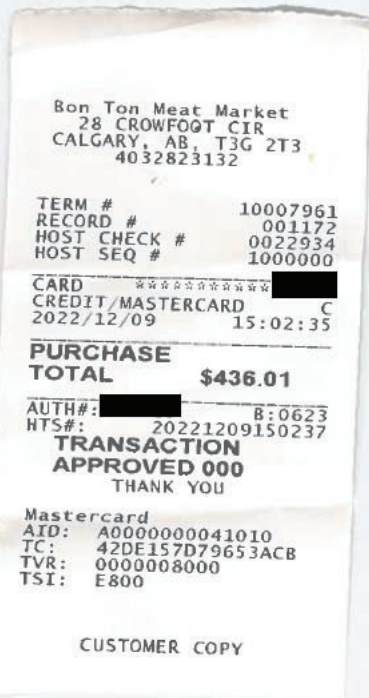 Bon Ton Meat Market
28 CROWFOOT CIR
CALGARY, AB, T3G 2T3
4032823132
TERM # 10007961
RECORD # 001172
HOST CHECK # 0022934
HOST SEQ # 1000000
CARD ************
CREDIT/MASTERCARD C
2022/12/09 15:02:35
PURCHASE
TOTAL $436.01
AUTH#: B:0623
HTS#: 20221209150237
TRANSACTION
APPROVED 000
THANK YOU
Mastercard
AID: A0000000041010
TC: 42DE157D79653ACB
TVR: 0000008000
TSI: E800
CUSTOMER COPY